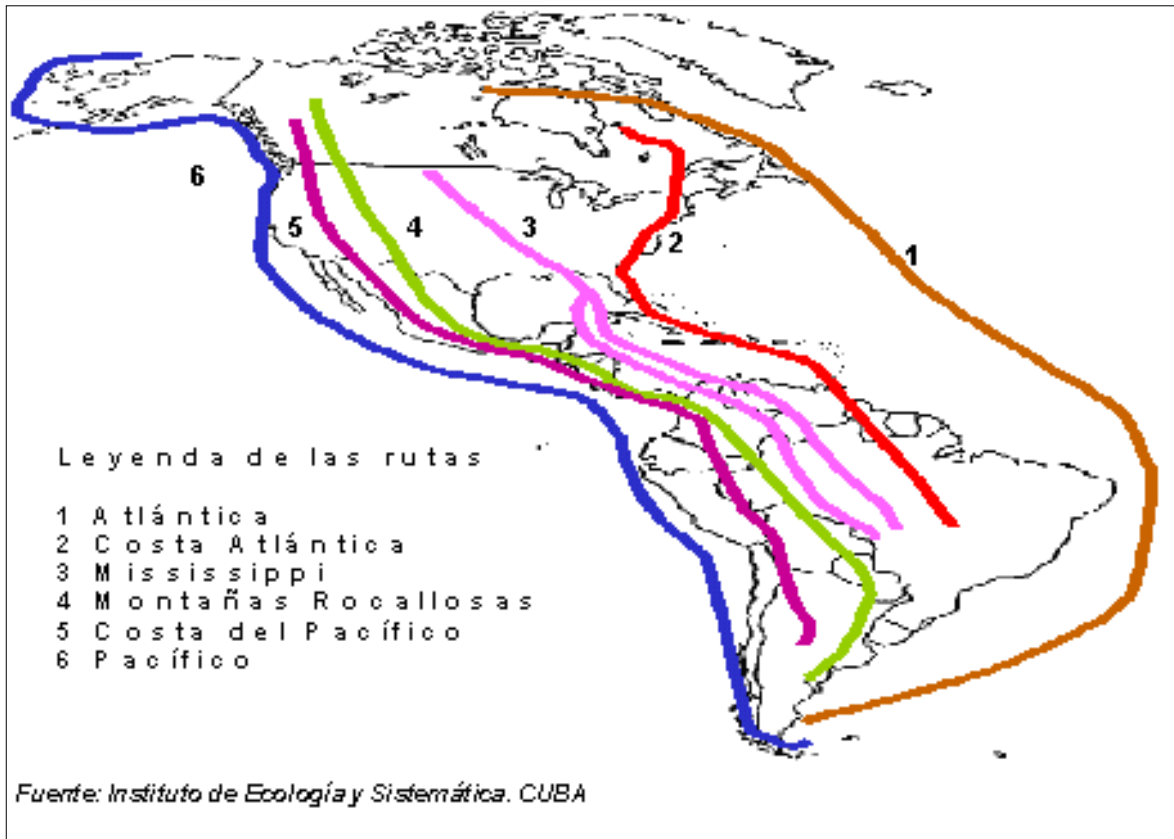 6
5
4
3
2
1
Leyenda de las rutas
1 Atlántica
2 Costa Atlántica
3 Mississippi
4 Montañas Rocallosas
5 Costa del Pacífico
6 Pacífico
Fuente: Instituto de Ecología y Sistemática. CUBA